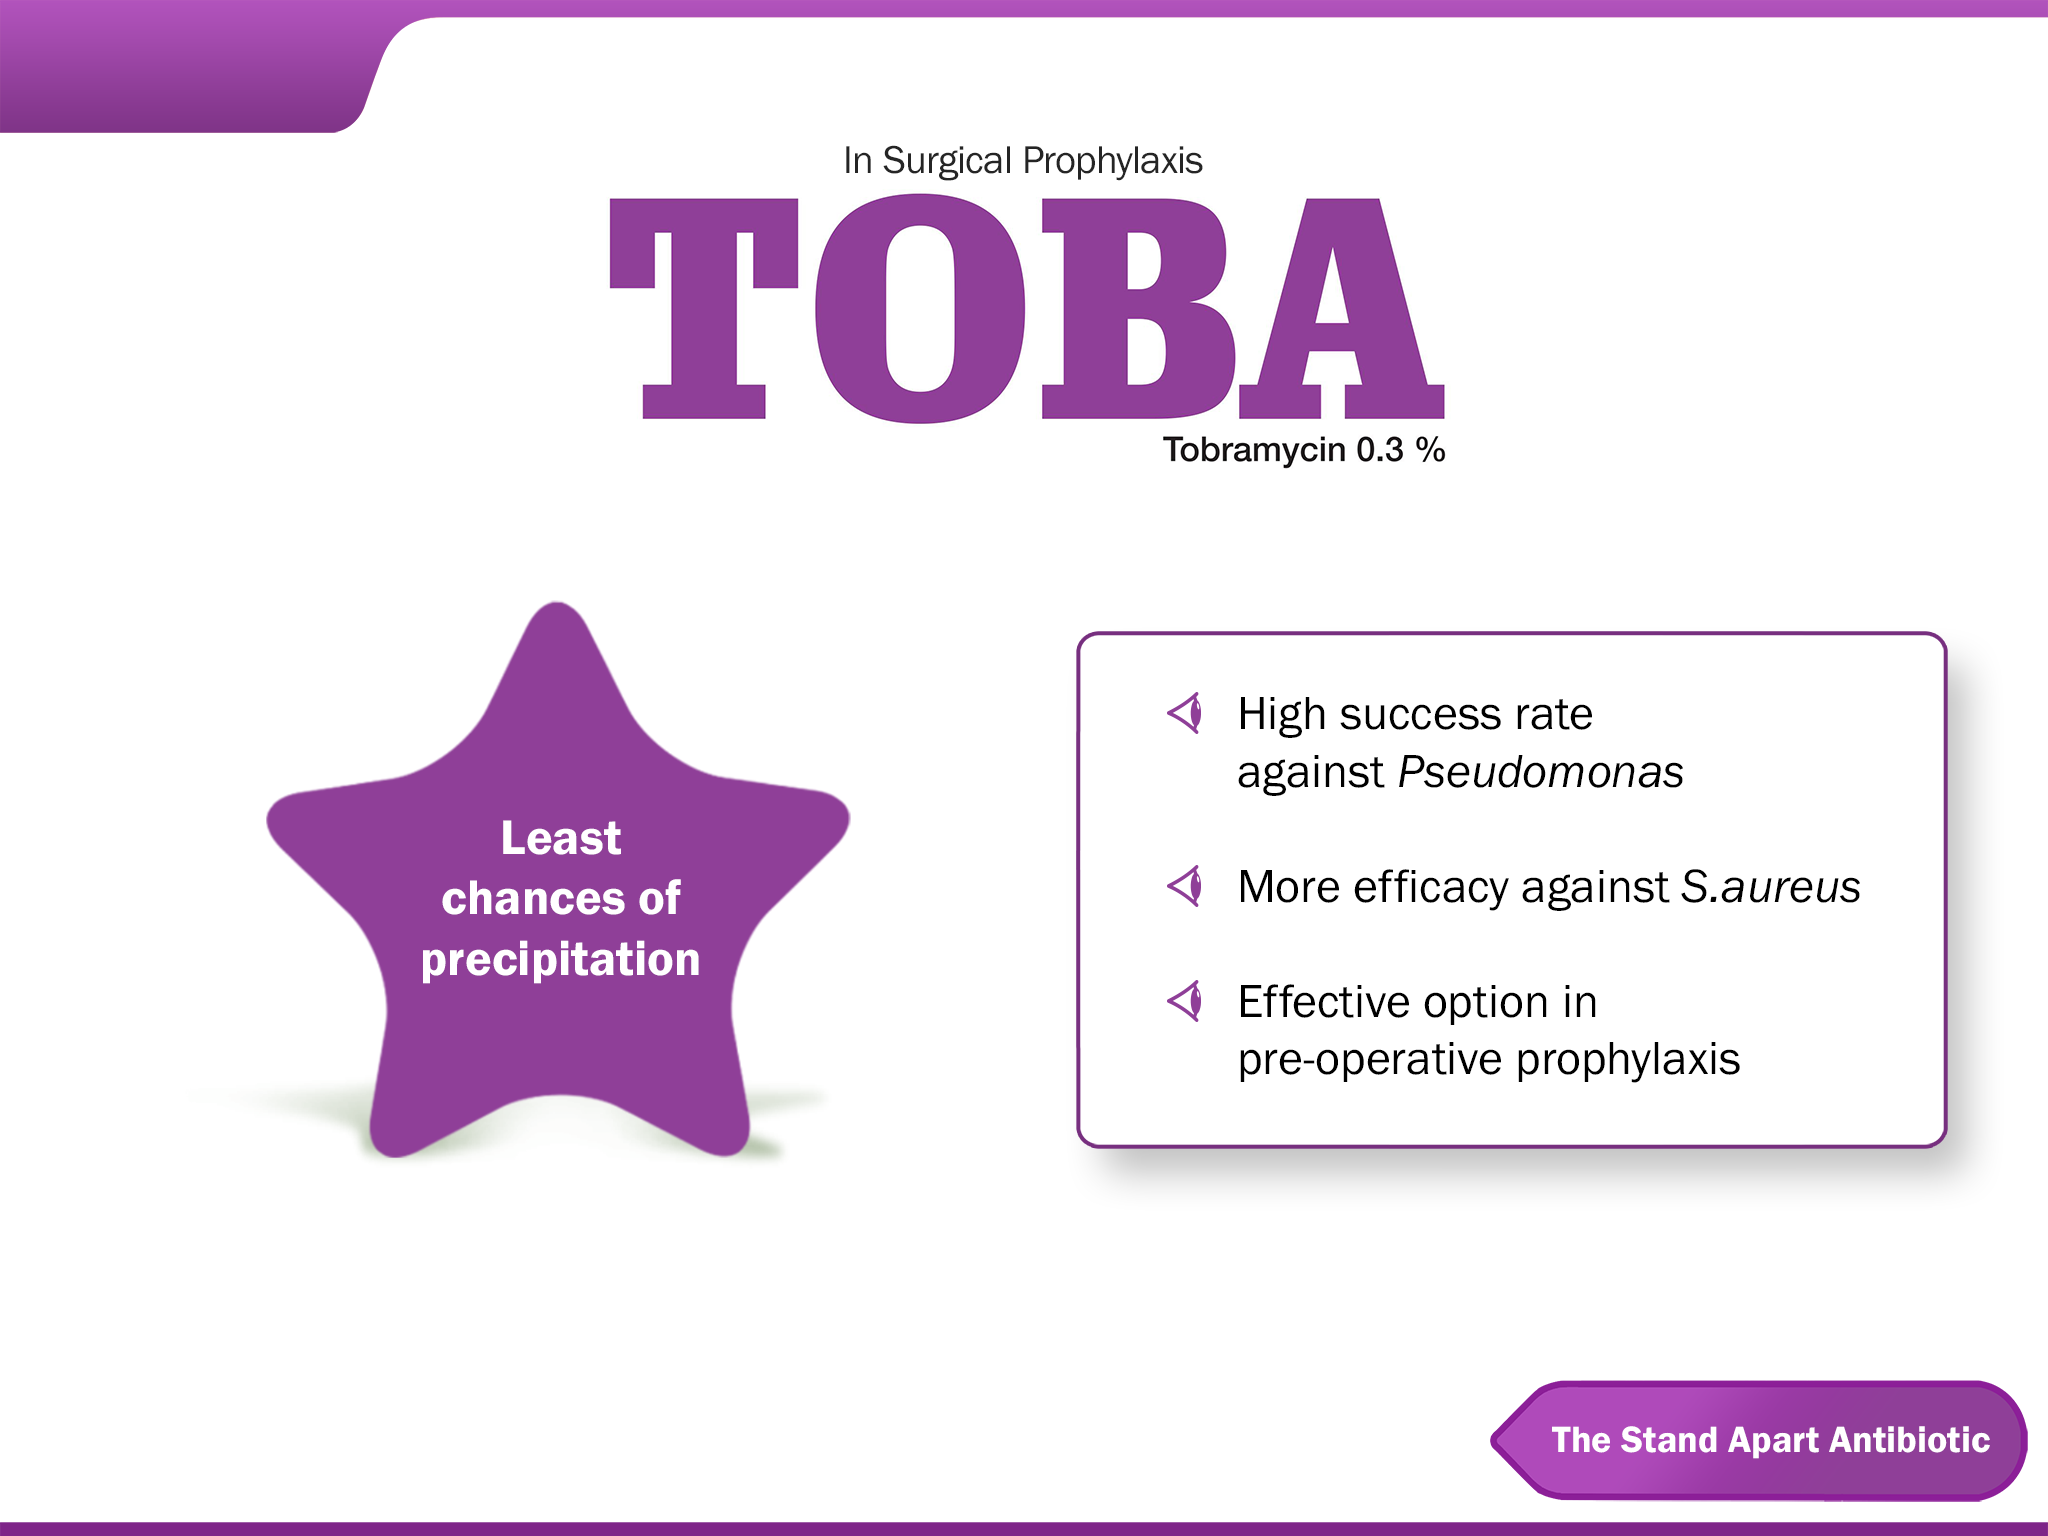 In Surgical Prophylaxis
TOBA
Tobramycin 0.3 %
Least
chances of
precipitation
High success rate
against Pseudomonas
More efficacy against S.aureus
Effective option in
pre-operative prophylaxis
The Stand Apart Antibiotic